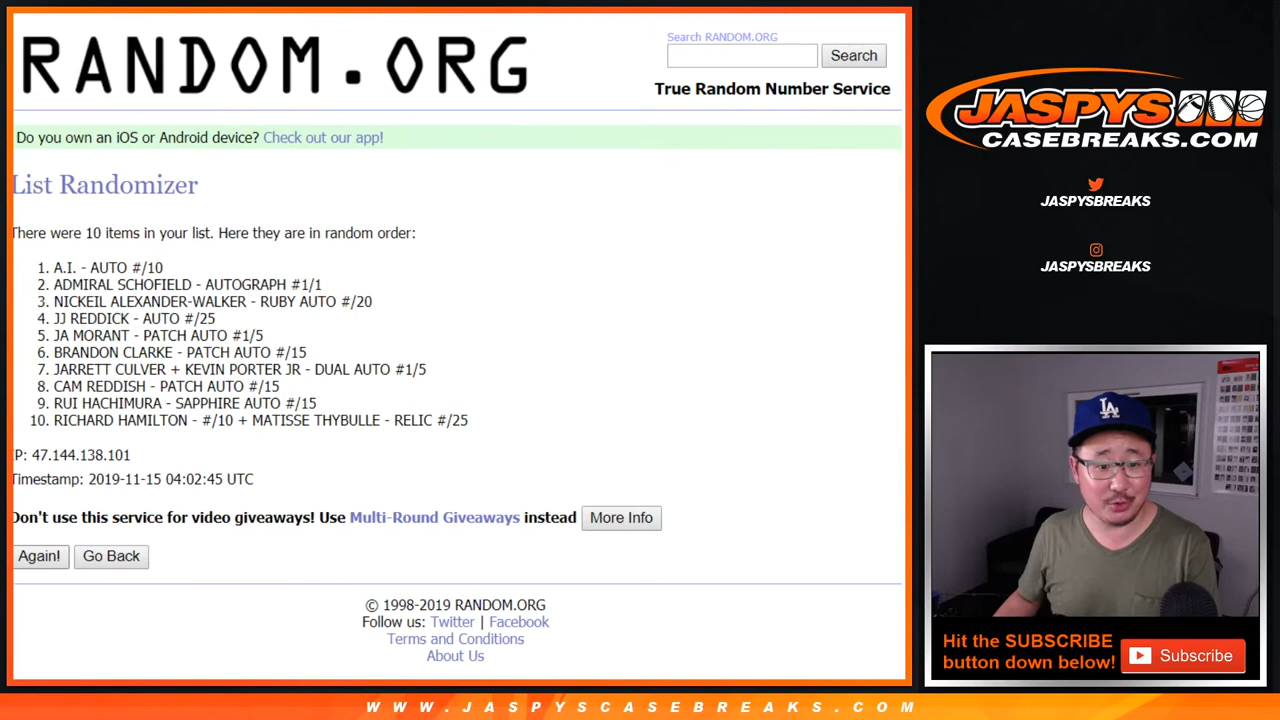 RANDOM.ORG
Search RANDOM.ORG
Search
True Random Number Service
Do you own an iOS or Android device? Check out our app!
List Randomizer
There were 10 items in your list. Here they are in random order:
1. A.I. - AUTO #/10
2. ADMIRAL SCHOFIELD - AUTOGRAPH #1/1
3. NICKEIL ALEXANDER-WALKER - RUBY AUTO #/20
4. JJ REDDICK - AUTO #/25
5. JA MORANT - PATCH AUTO #1/5
6. BRANDON CLARKE - PATCH AUTO #/15
7. JARRETT CULVER + KEVIN PORTER JR - DUAL AUTO #1/5
8. CAM REDDISH - PATCH AUTO #/15
9. RUI HACHIMURA - SAPPHIRE AUTO #/15
10. RICHARD HAMILTON - #/10 + MATISSE THYBULLE - RELIC #/25
IP: 47.144.138.101
Timestamp: 2019-11-15 04:02:45 UTC
Don't use this service for video giveaways! Use Multi-Round Giveaways instead More Info
Again! Go Back
© 1998-2019 RANDOM.ORG
Follow us: Twitter | Facebook
Terms and Conditions
About Us
JASPYS
CASEBREAKS.COM
JASPYSBREAKS
JASPYSBREAKS
LA
Hit the SUBSCRIBE
button down below!
Subscribe
WWW.JASPYSCASEBREAKS.COM